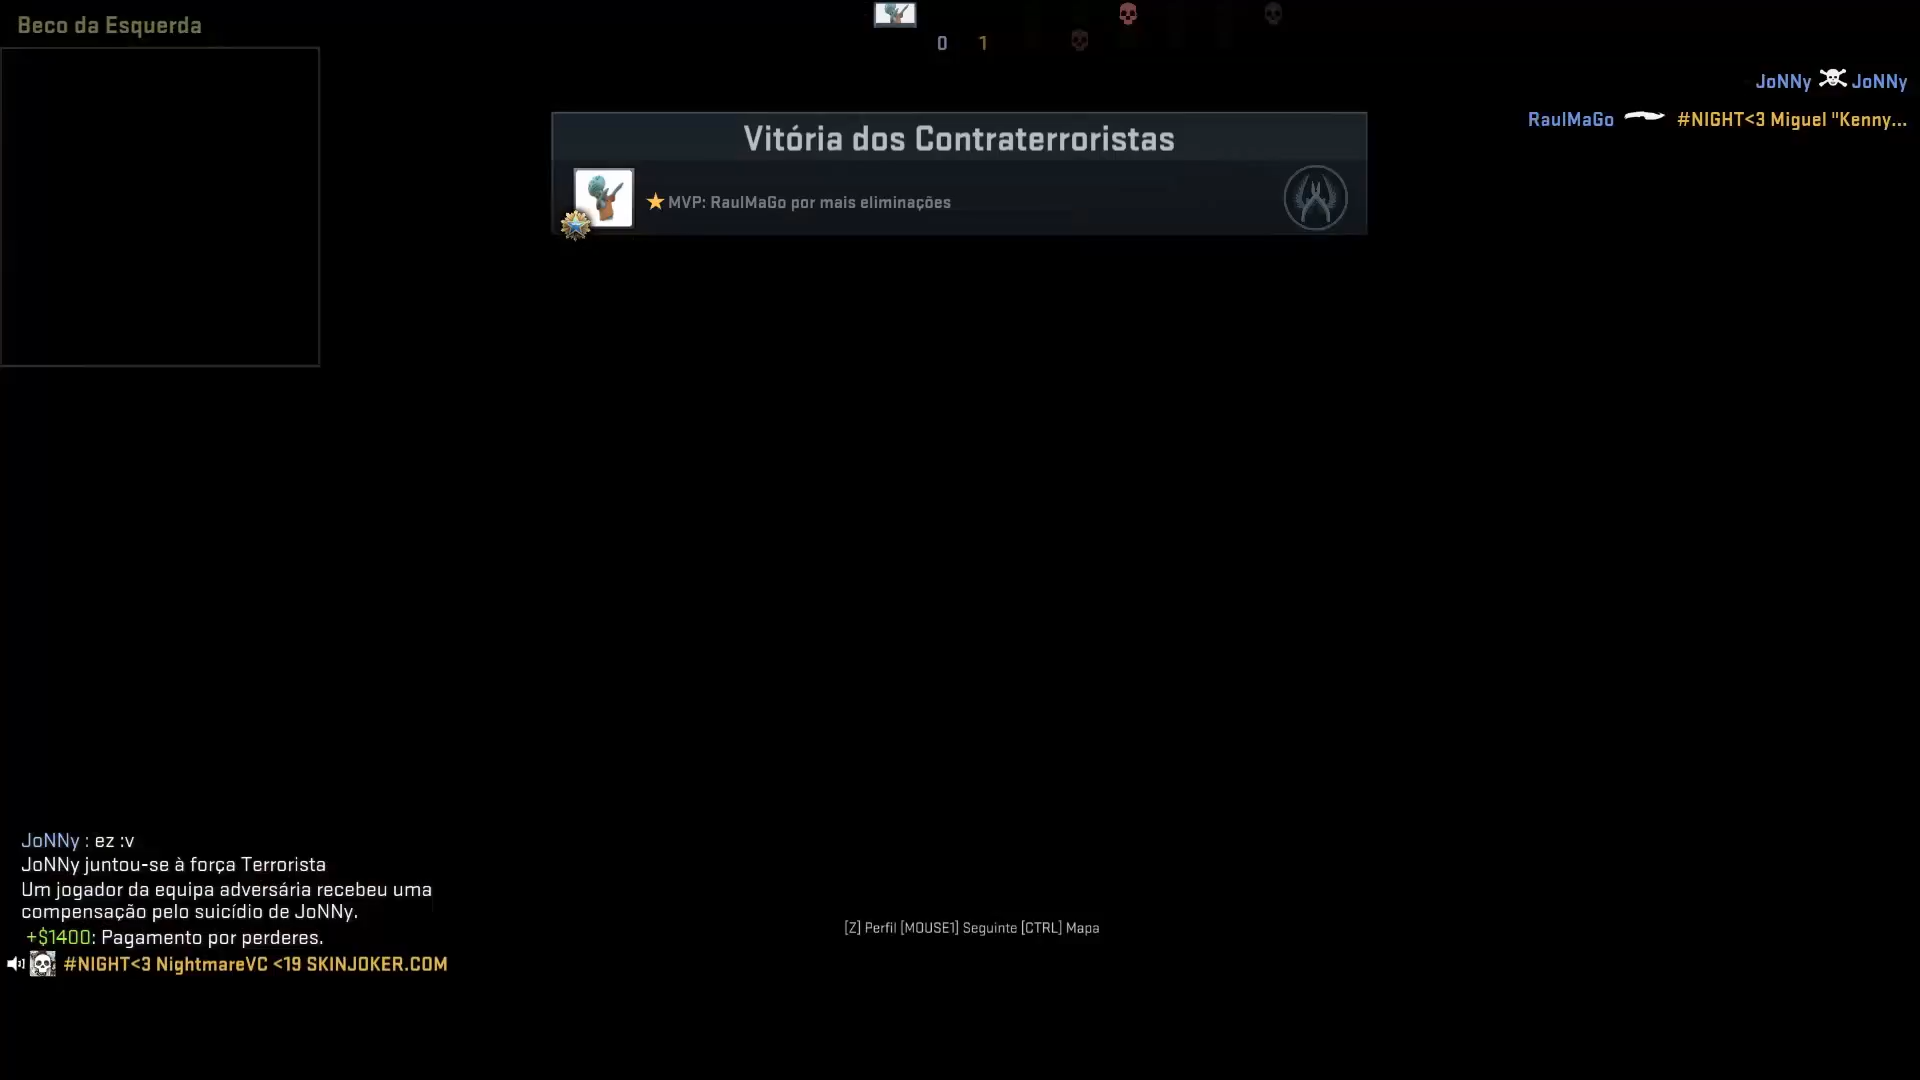 Beco da Esquerda
0 1
JoNNy JoNNy
RaulMaGo #NIGHT<3 Miguel "Kenny...
Vitória dos Contraterroristas
MVP: RaulMaGo por mais eliminações
JoNNy : ez :v
JoNNy juntou-se à força Terrorista
Um jogador da equipa adversária recebeu uma
compensação pelo suicídio de JoNNy.
+$1400: Pagamento por perderes.
#NIGHT<3 NightmareVC <19 SKINJOKER.COM
[Z] Perfil [MOUSE1] Seguinte [CTRL] Mapa